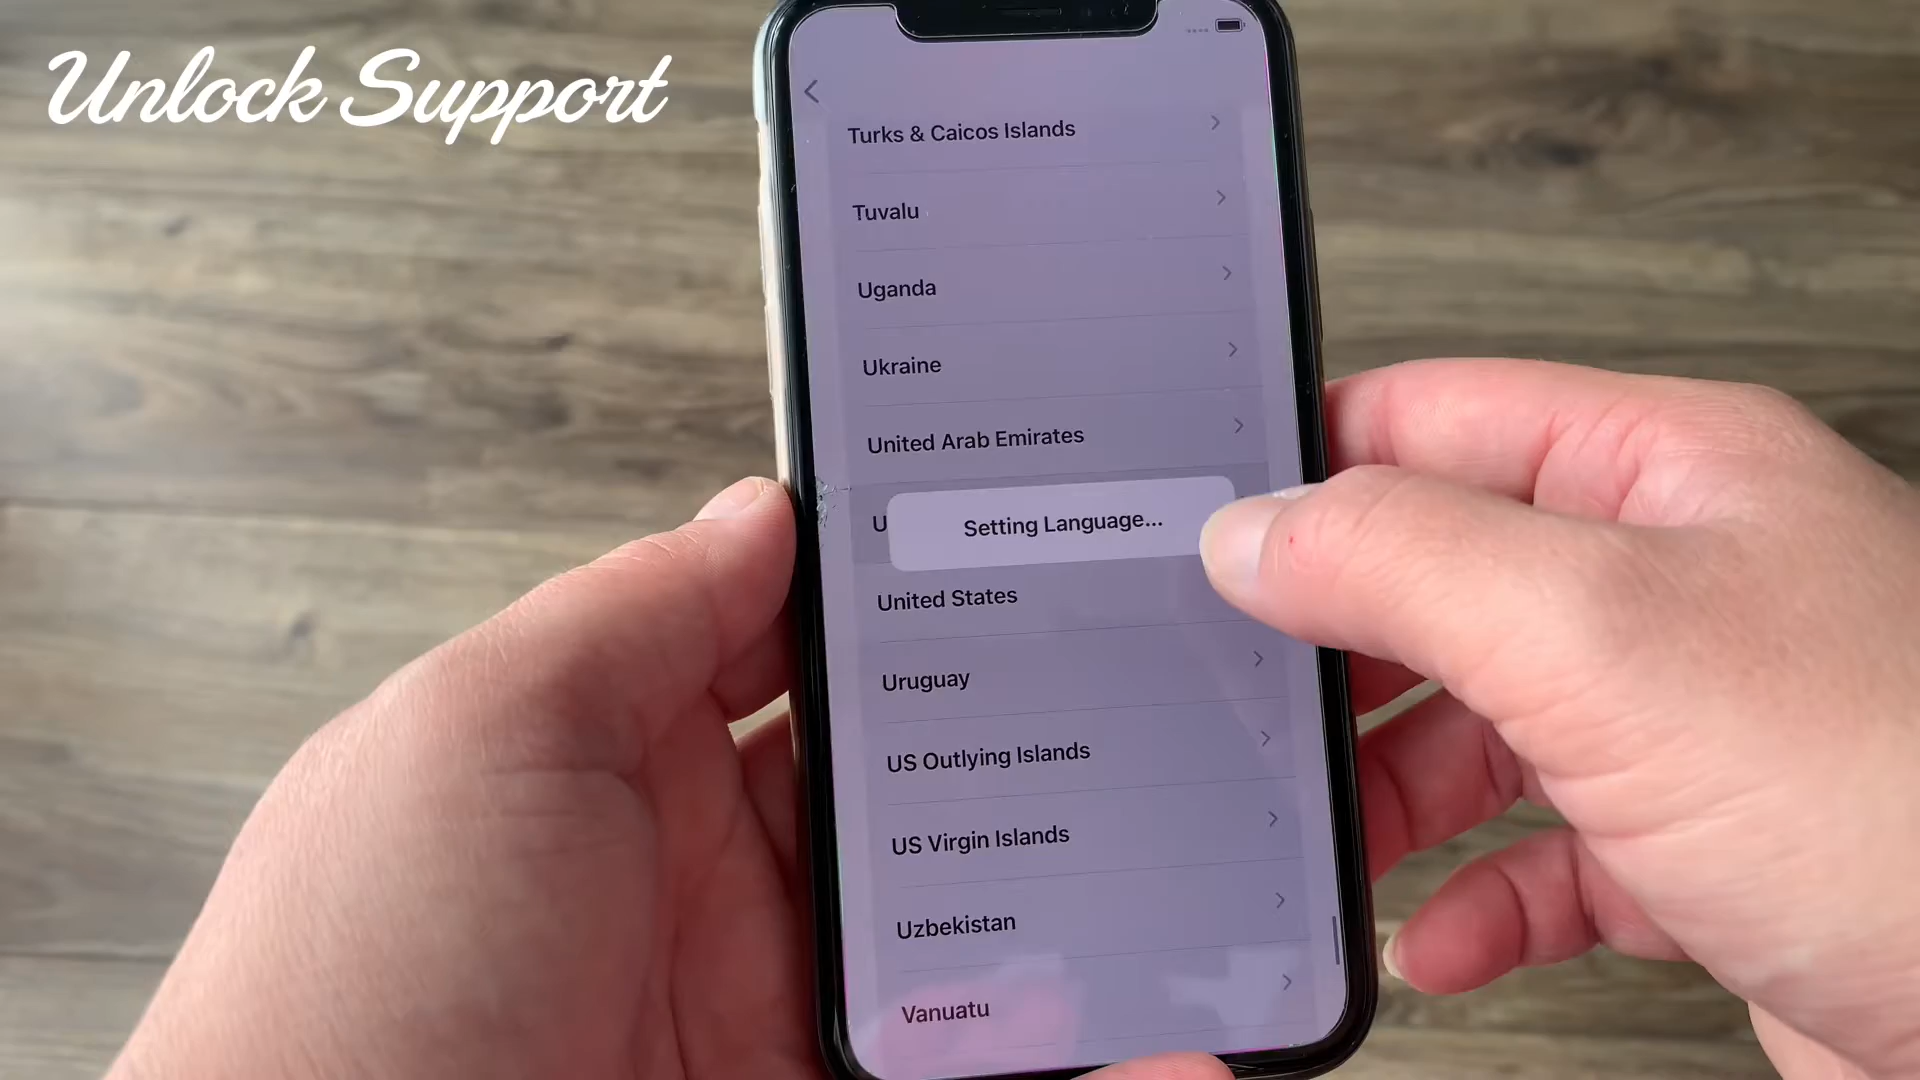 Unlock Support
Turks & Caicos Islands
Tuvalu
Uganda
Ukraine
United Arab Emirates
U
Setting Language...
United States
Uruguay
US Outlying Islands
US Virgin Islands
Uzbekistan
Vanuatu